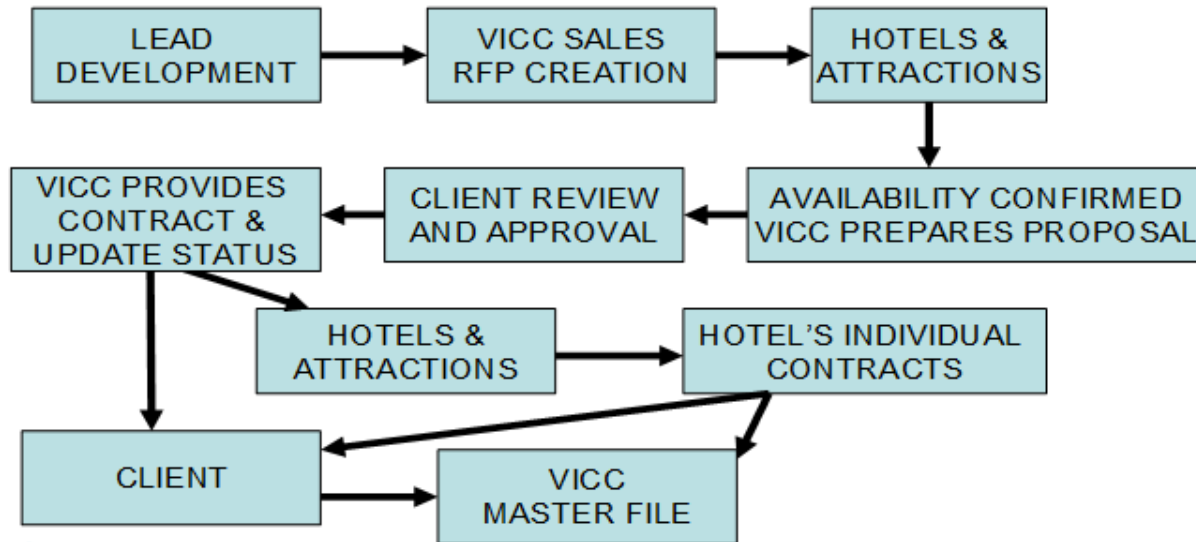 LEAD
DEVELOPMENT
VICC SALES
RFP CREATION
HOTELS &
ATTRACTIONS
VICC PROVIDES
CONTRACT &
UPDATE STATUS
CLIENT REVIEW
AND APPROVAL
AVAILABILITY CONFIRMED
VICC PREPARES PROPOSAL
HOTELS &
ATTRACTIONS
HOTEL’S INDIVIDUAL
CONTRACTS
CLIENT
VICC
MASTER FILE